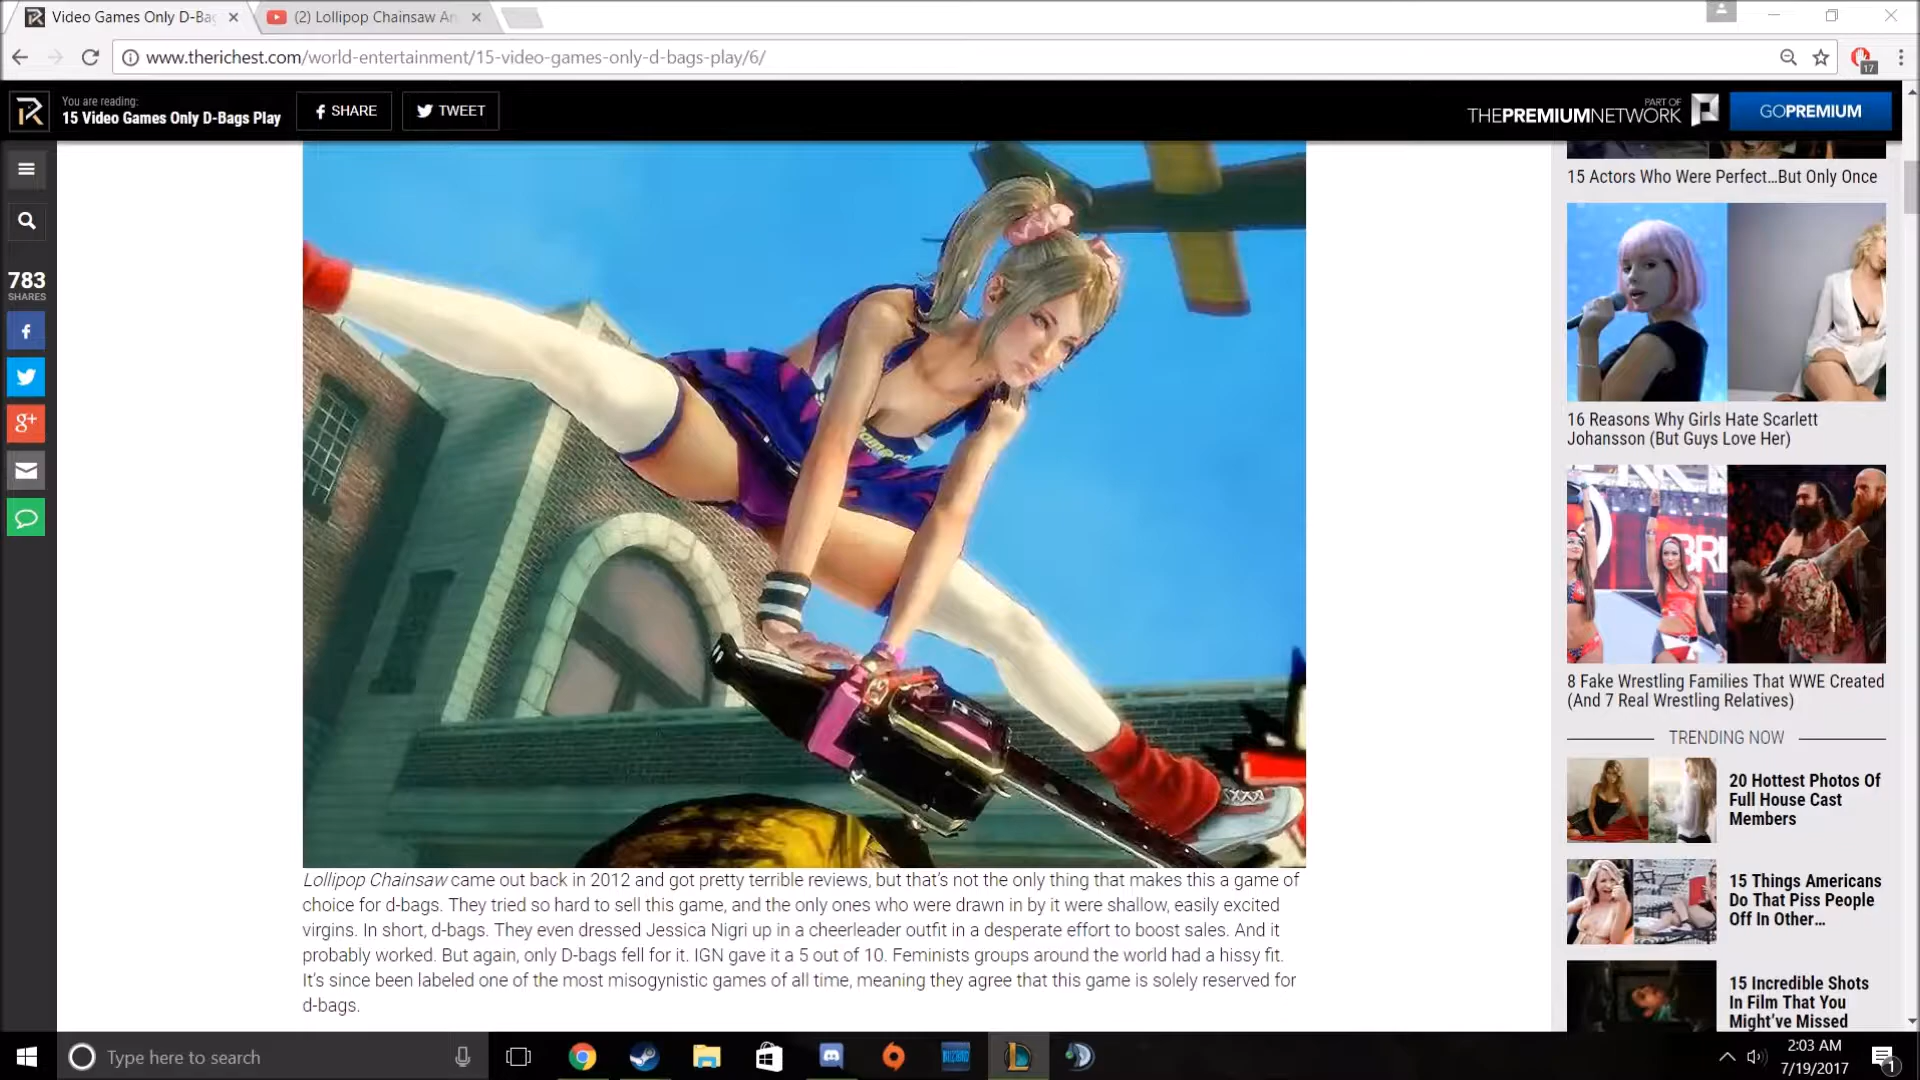 Video Games Only D-Bag
(2) Lollipop Chainsaw An
www.therichest.com/world-entertainment/15-video-games-only-d-bags-play/6/
17
You are reading:
15 Video Games Only D-Bags Play
SHARE
TWEET
PART OF
THEPREMIUMNETWORK
GOPREMIUM
783
SHARES
15 Actors Who Were Perfect...But Only Once
16 Reasons Why Girls Hate Scarlett
Johansson (But Guys Love Her)
BRI
8 Fake Wrestling Families That WWE Created
(And 7 Real Wrestling Relatives)
TRENDING NOW
20 Hottest Photos Of
Full House Cast
Members
15 Things Americans
Do That Piss People
Off In Other...
15 Incredible Shots
In Film That You
Might've Missed
Lollipop Chainsaw came out back in 2012 and got pretty terrible reviews, but that's not the only thing that makes this a game of
choice for d-bags. They tried so hard to sell this game, and the only ones who were drawn in by it were shallow, easily excited
virgins. In short, d-bags. They even dressed Jessica Nigri up in a cheerleader outfit in a desperate effort to boost sales. And it
probably worked. But again, only D-bags fell for it. IGN gave it a 5 out of 10. Feminists groups around the world had a hissy fit.
It's since been labeled one of the most misogynistic games of all time, meaning they agree that this game is solely reserved for
d-bags.
Type here to search
BLIZZARD
2:03 AM
7/19/2017
1